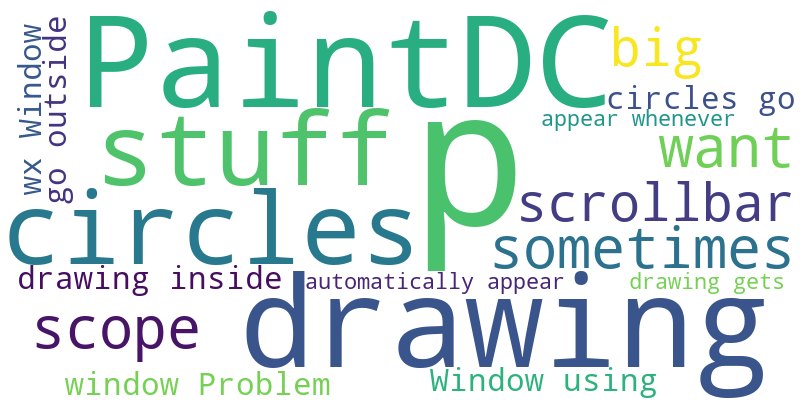 PaintDC
big
wx Window
go outside
circles go
appear whenever
stuff
p
want
circles
scrollbar
sometimes
drawing inside
automatically appear
drawing gets
scope
drawing
window Problem
Window using